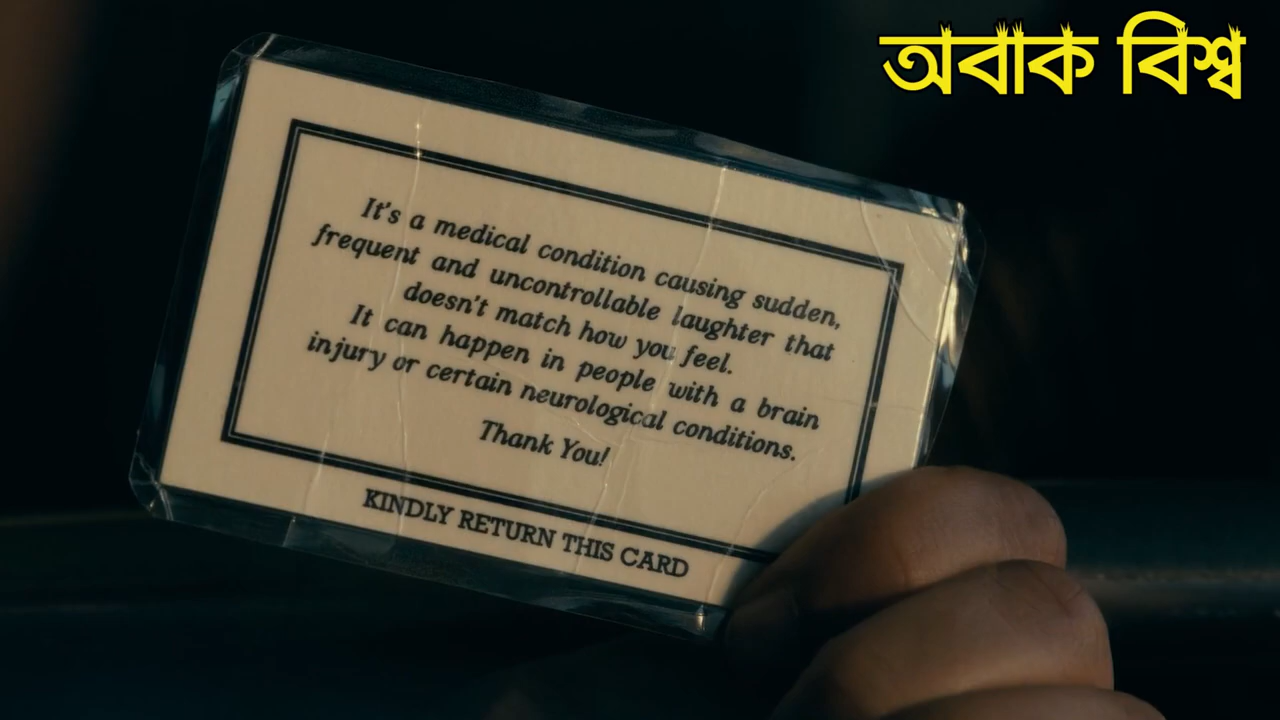 অবাক বিশ্ব
It's a medical condition causing sudden,
frequent and uncontrollable laughter that
doesn't match how you feel.
It can happen in people with a brain
injury or certain neurological conditions.
Thank You!
KINDLY RETURN THIS CARD